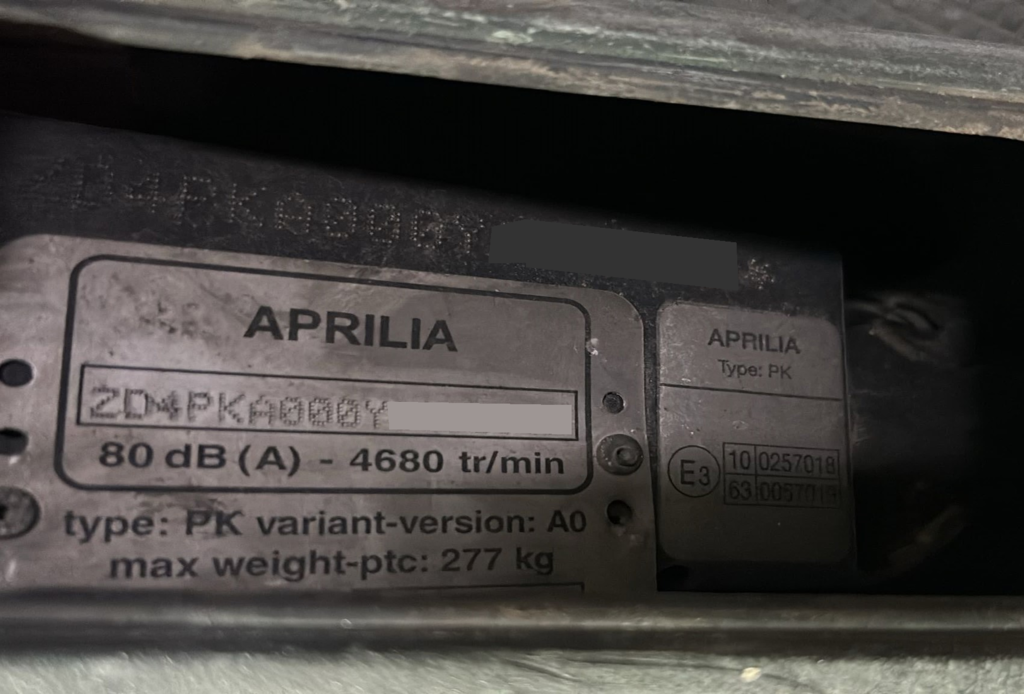 ZD4PKA000Y *
APRILIA
ZD4PKA000Y
80 dB (A) - 4680 tr/min
type: PK variant-version: A0
max weight-ptc: 277 kg
APRILIA
Type: PK
E3
10 0257018
63 0057019